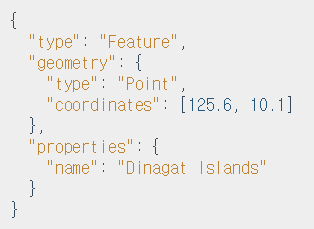 {
  "type": "Feature",
  "geometry": {
    "type": "Point",
    "coordinates": [125.6, 10.1]
  },
  "properties": {
    "name": "Dinagat Islands"
  }
}